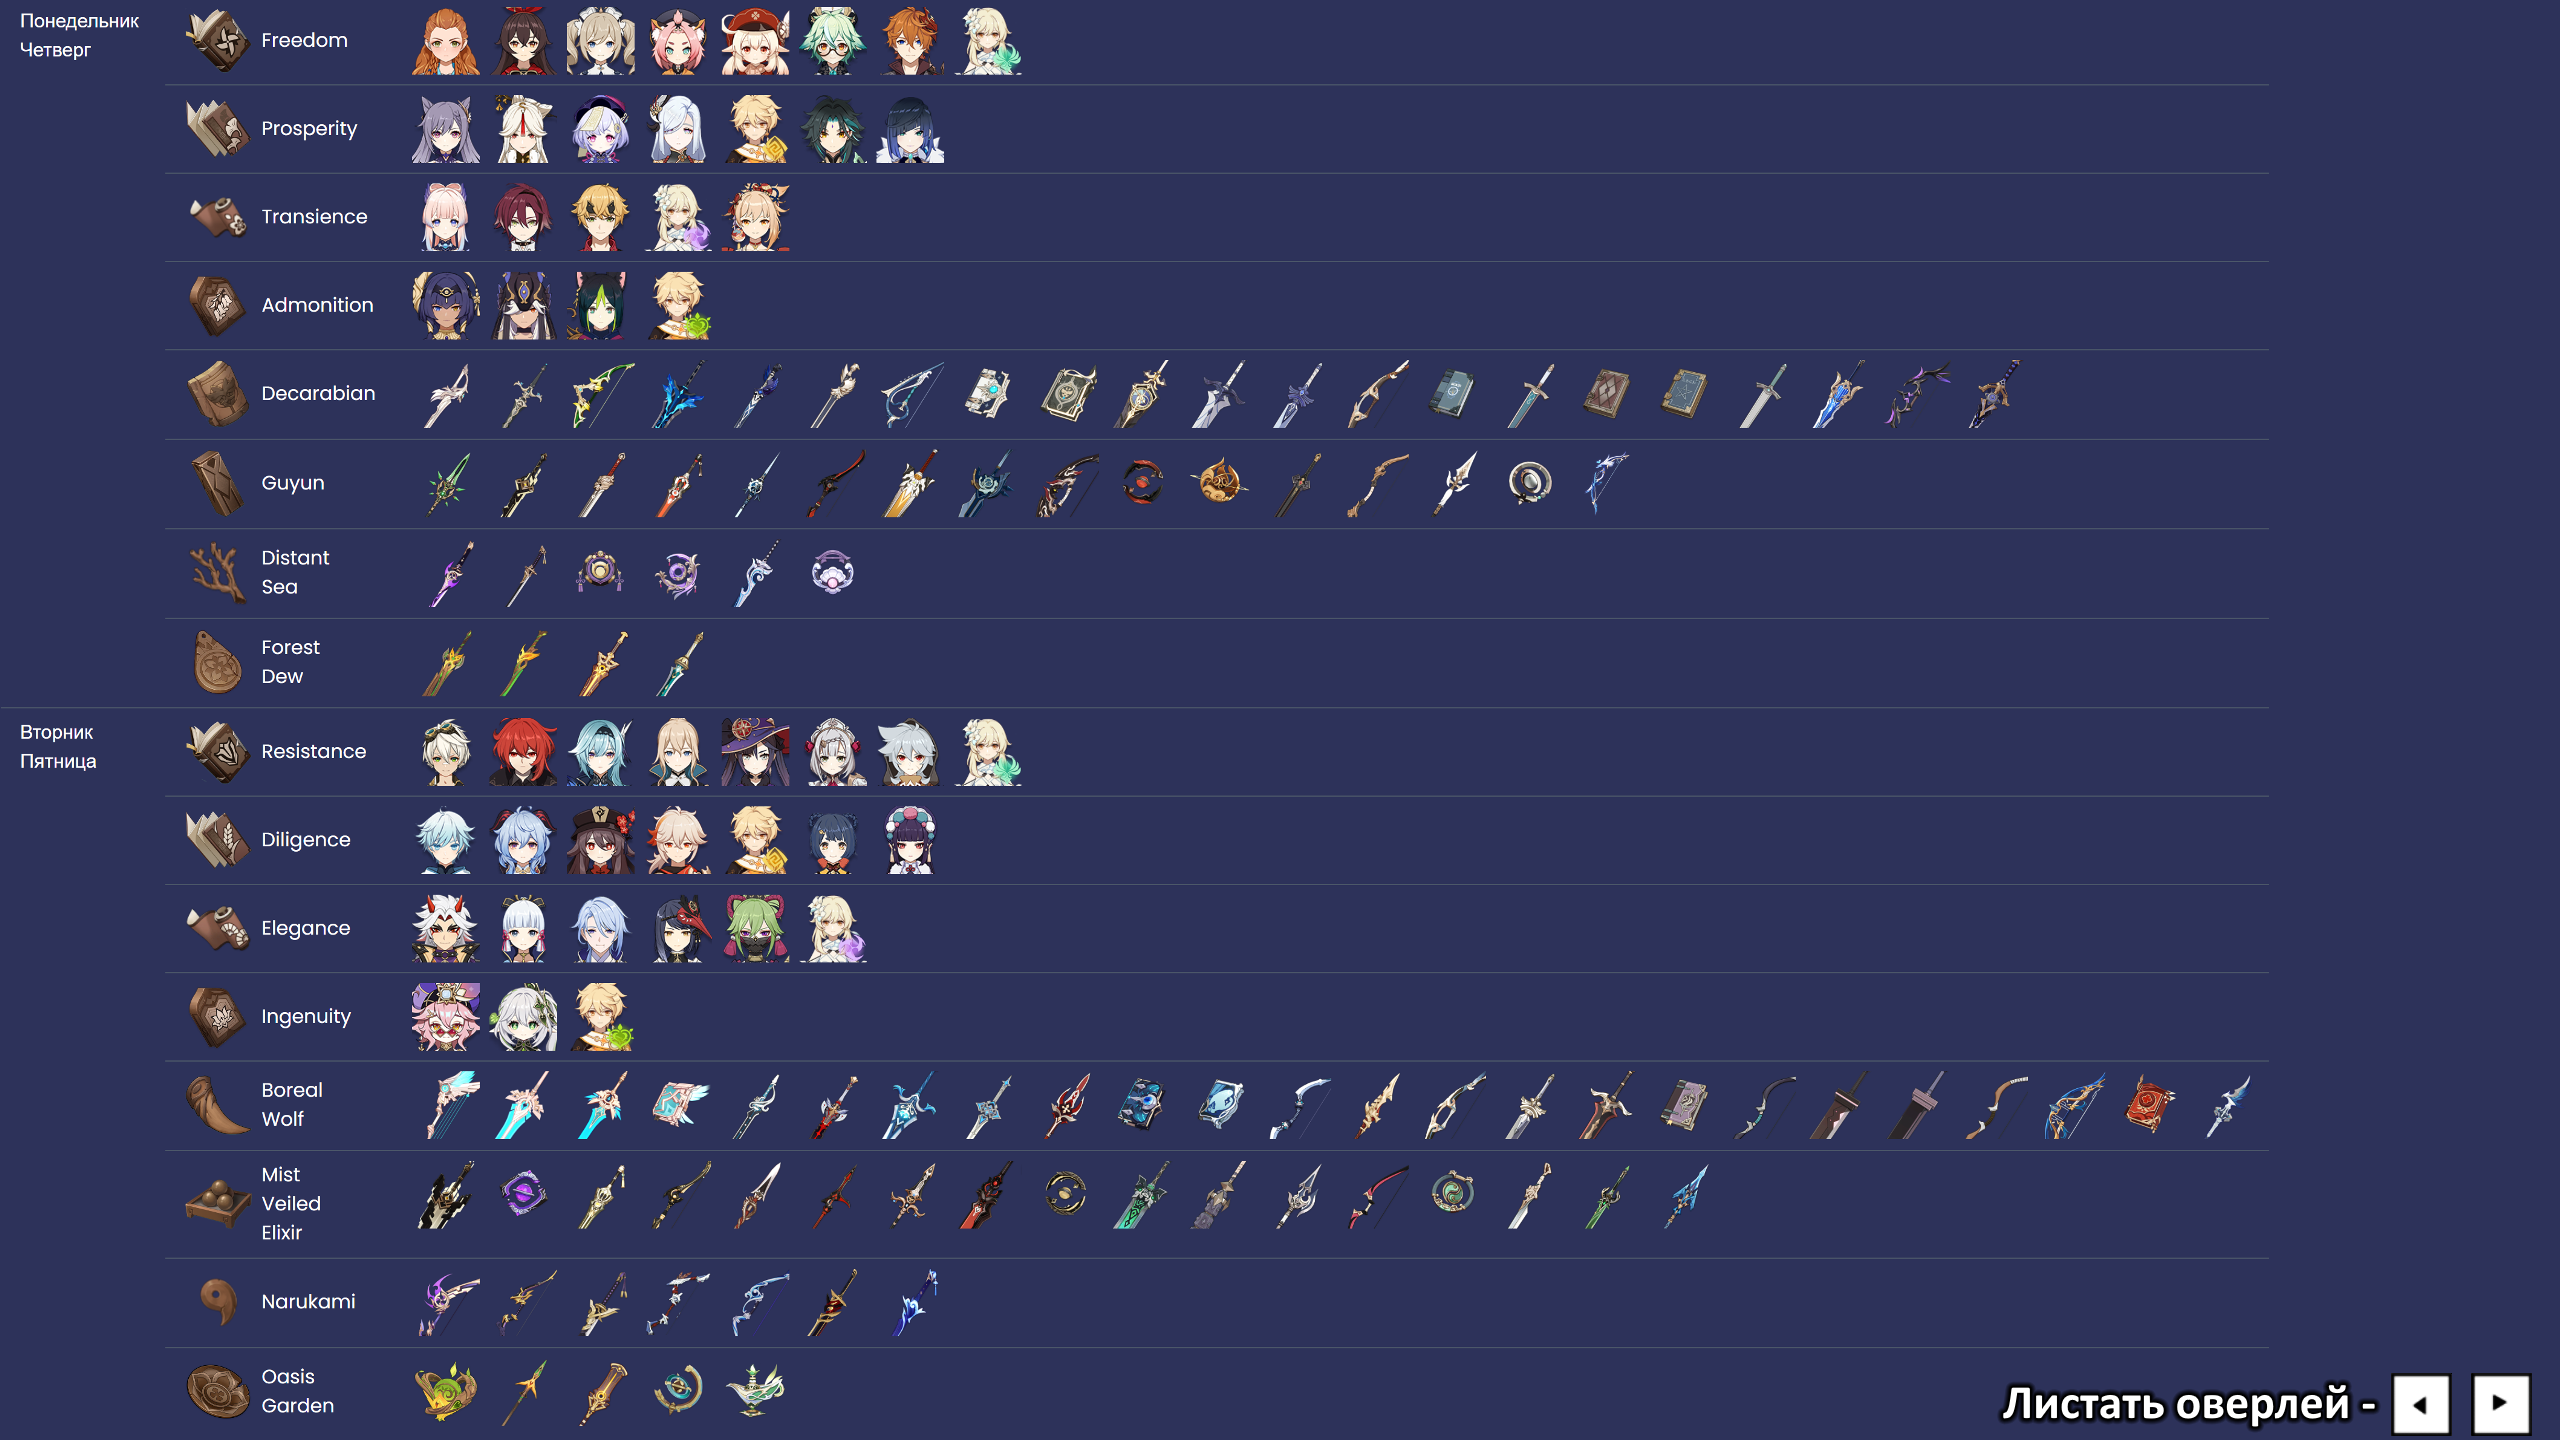 Понедельник
Четверг
Freedom
Prosperity
Transience
Admonition
Decarabian
Guyun
Distant
Sea
Forest
Dew
Вторник
Пятница
Resistance
Diligence
Elegance
Ingenuity
Boreal
Wolf
Mist
Veiled
Elixir
Narukami
Oasis
Garden
Листать оверлей -